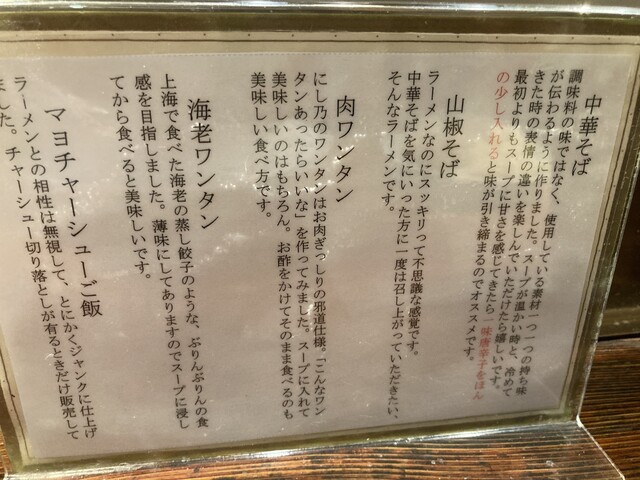 中華そば
調味料の味ではなく、使用している素材一つ一つの持ち味
が伝わるように作りました。スープが温かい時と、冷めて
きた時の表情の違いを楽しんでいただけたら嬉しいです。
最初よりもスープに甘さを感じてきたら一味唐辛子をほん
の少し入れると味が引き締まるのでオススメです。
山椒そば
ラーメンなのにスッキリって不思議な感覚です。
中華そばを気にいった方に一度は召し上がっていただきたい、
そんなラーメンです。
肉ワンタン
にし乃のワンタンはお肉ぎっしりの邪道仕様。「こんなワン
タンあったらいいな」を作ってみました。スープに入れて
美味しいのはもちろん。お酢をかけてそのまま食べるのも
美味しい食べ方です。
海老ワンタン
上海で食べた海老の蒸し餃子のような、ぷりんぷりんの食
感を目指しました。薄味にしてありますのでスープに浸し
てから食べると美味しいです。
マヨチャーシューご飯
ラーメンとの相性は無視して、とにかくジャンクに仕上げ
ました。チャーシュー切り落としが有るときだけ販売して